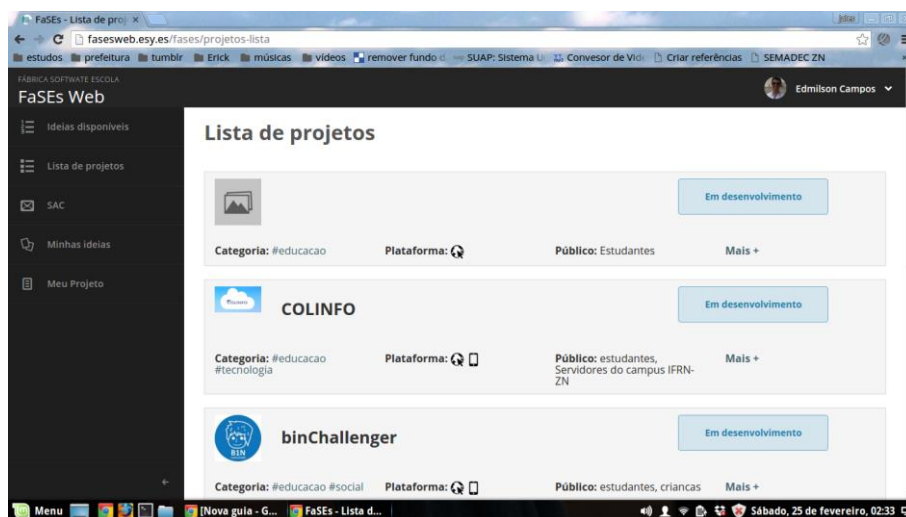 FaSEs - Lista de proj
fasesweb.esy.es/fases/projetos-lista
estudos prefeitura tumblr Erick músicas vídeos remover fundo d SUAP: Sistema U Convesor de Vide Criar referências SEMADEC ZN
FÁBRICA SOFTWATE ESCOLA
FaSEs Web
Edmilson Campos
Ideias disponíveis
Lista de projetos
SAC
Minhas ideias
Meu Projeto
Lista de projetos
Em desenvolvimento
Categoria: #educacao Plataforma: Público: Estudantes Mais +
COLINFO
Em desenvolvimento
Categoria: #educacao
#tecnologia
Plataforma:
Público: estudantes,
Servidores do campus IFRN-
ZN
Mais +
BIN
binChallenger
Em desenvolvimento
Categoria: #educacao #social Plataforma: Público: estudantes, criancas Mais +
Menu [Nova guia - G... FaSEs - Lista d... Sábado, 25 de fevereiro, 02:33